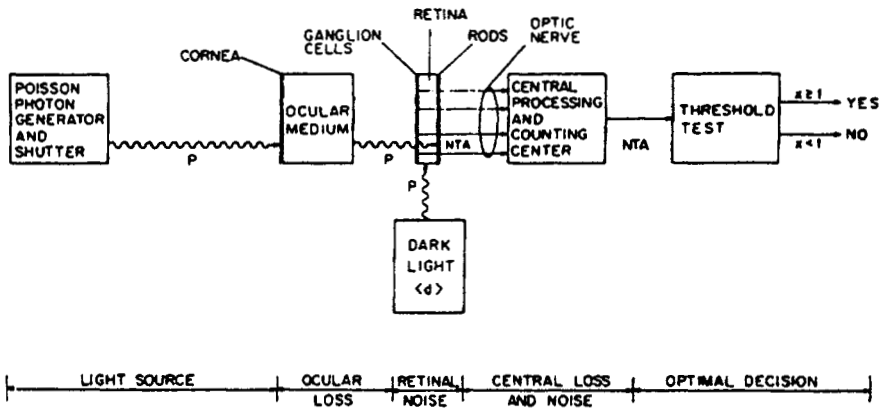 RETINA
GANGLION
CELLS
RODS
OPTIC
NERVE
CORNEA
POISSON
PHOTON
GENERATOR
AND
SHUTTER
P
OCULAR
MEDIUM
P
NTA
P
CENTRAL
PROCESSING
AND
COUNTING
CENTER
NTA
THRESHOLD
TEST
x≥1
YES
x<1
NO
DARK
LIGHT
<d>
LIGHT SOURCE
OCULAR
LOSS
RETINAL
NOISE
CENTRAL LOSS
AND NOISE
OPTIMAL DECISION